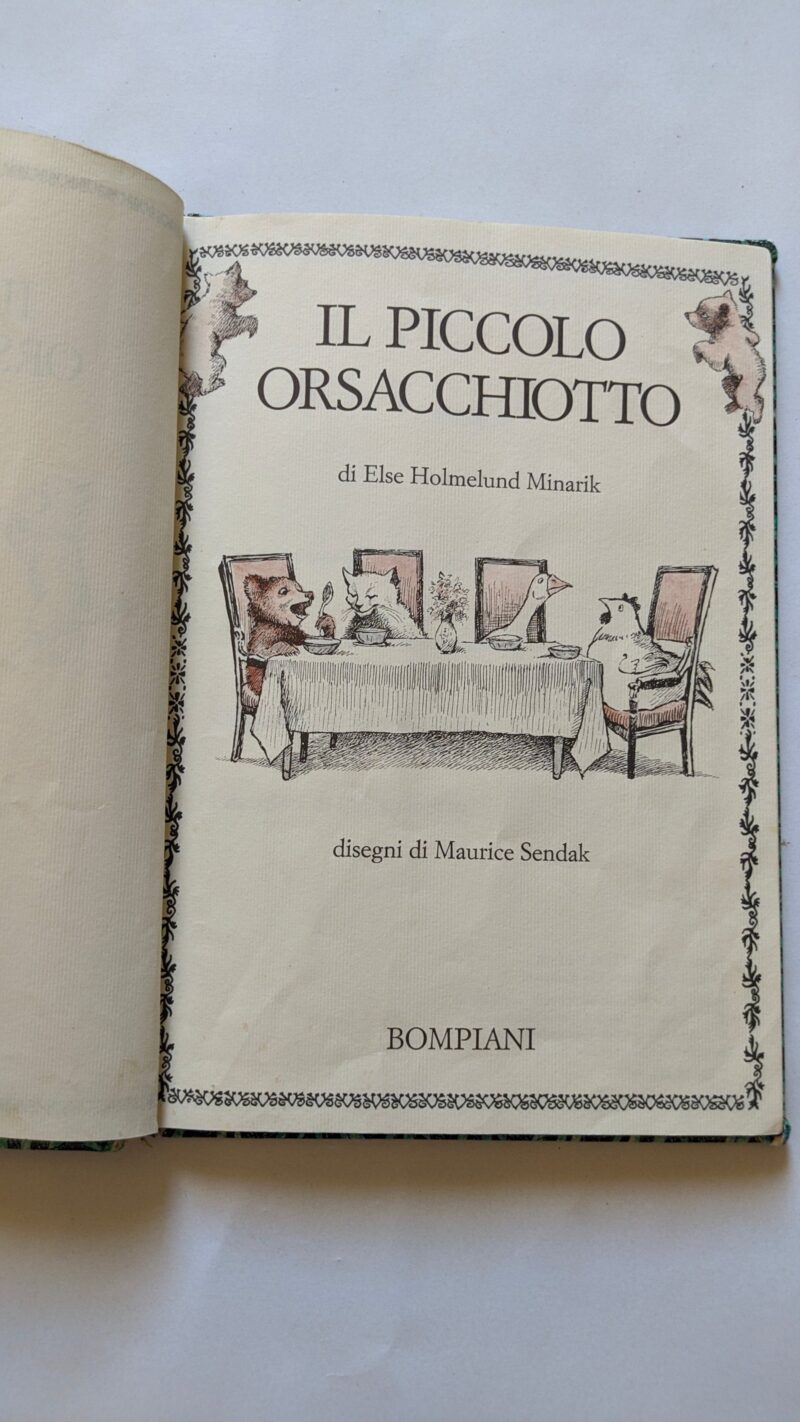 IL PICCOLO
ORSACCHIOTTO
di Else Holmelund Minarik
disegni di Maurice Sendak
BOMPIANI